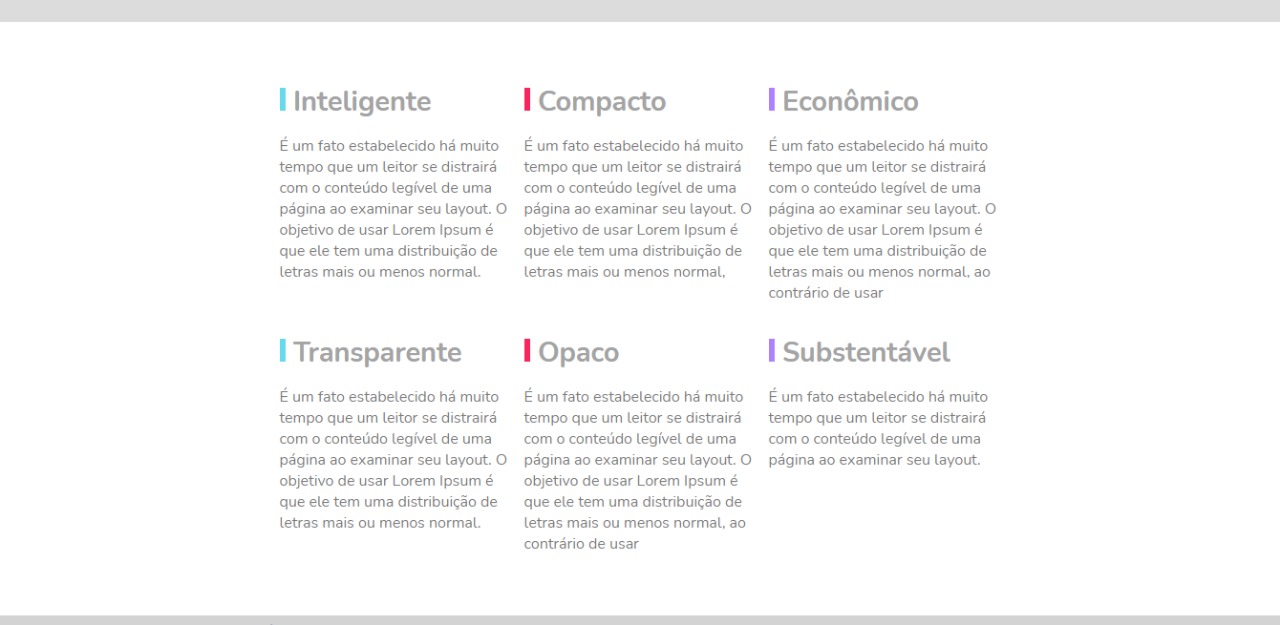 Inteligente
É um fato estabelecido há muito
tempo que um leitor se distrairá
com o conteúdo legível de uma
página ao examinar seu layout. O
objetivo de usar Lorem Ipsum é
que ele tem uma distribuição de
letras mais ou menos normal.
Compacto
É um fato estabelecido há muito
tempo que um leitor se distrairá
com o conteúdo legível de uma
página ao examinar seu layout. O
objetivo de usar Lorem Ipsum é
que ele tem uma distribuição de
letras mais ou menos normal,
Econômico
É um fato estabelecido há muito
tempo que um leitor se distrairá
com o conteúdo legível de uma
página ao examinar seu layout. O
objetivo de usar Lorem Ipsum é
que ele tem uma distribuição de
letras mais ou menos normal, ao
contrário de usar
Transparente
É um fato estabelecido há muito
tempo que um leitor se distrairá
com o conteúdo legível de uma
página ao examinar seu layout. O
objetivo de usar Lorem Ipsum é
que ele tem uma distribuição de
letras mais ou menos normal.
Opaco
É um fato estabelecido há muito
tempo que um leitor se distrairá
com o conteúdo legível de uma
página ao examinar seu layout. O
objetivo de usar Lorem Ipsum é
que ele tem uma distribuição de
letras mais ou menos normal, ao
contrário de usar
Substentável
É um fato estabelecido há muito
tempo que um leitor se distrairá
com o conteúdo legível de uma
página ao examinar seu layout.